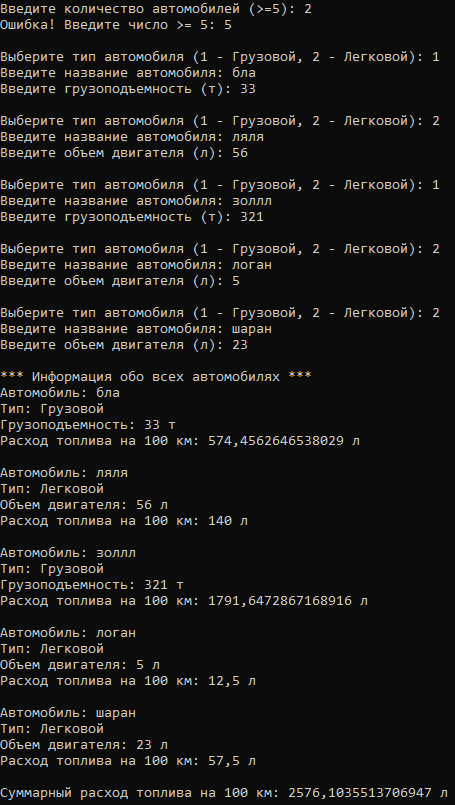 Введите количество автомобилей (>=5): 2
Ошибка! Введите число >= 5: 5
Выберите тип автомобиля (1 - Грузовой, 2 - Легковой): 1
Введите название автомобиля: бла
Введите грузоподъемность (т): 33
Выберите тип автомобиля (1 - Грузовой, 2 - Легковой): 2
Введите название автомобиля: ляля
Введите объем двигателя (л): 56
Выберите тип автомобиля (1 - Грузовой, 2 - Легковой): 1
Введите название автомобиля: золлл
Введите грузоподъемность (т): 321
Выберите тип автомобиля (1 - Грузовой, 2 - Легковой): 2
Введите название автомобиля: логан
Введите объем двигателя (л): 5
Выберите тип автомобиля (1 - Грузовой, 2 - Легковой): 2
Введите название автомобиля: шаран
Введите объем двигателя (л): 23
*** Информация обо всех автомобилях ***
Автомобиль: бла
Тип: Грузовой
Грузоподъемность: 33 т
Расход топлива на 100 км: 574,4562646538029 л
Автомобиль: ляля
Тип: Легковой
Объем двигателя: 56 л
Расход топлива на 100 км: 140 л
Автомобиль: золлл
Тип: Грузовой
Грузоподъемность: 321 т
Расход топлива на 100 км: 1791,6472867168916 л
Автомобиль: логан
Тип: Легковой
Объем двигателя: 5 л
Расход топлива на 100 км: 12,5 л
Автомобиль: шаран
Тип: Легковой
Объем двигателя: 23 л
Расход топлива на 100 км: 57,5 л
Суммарный расход топлива на 100 км: 2576,1035513706947 л